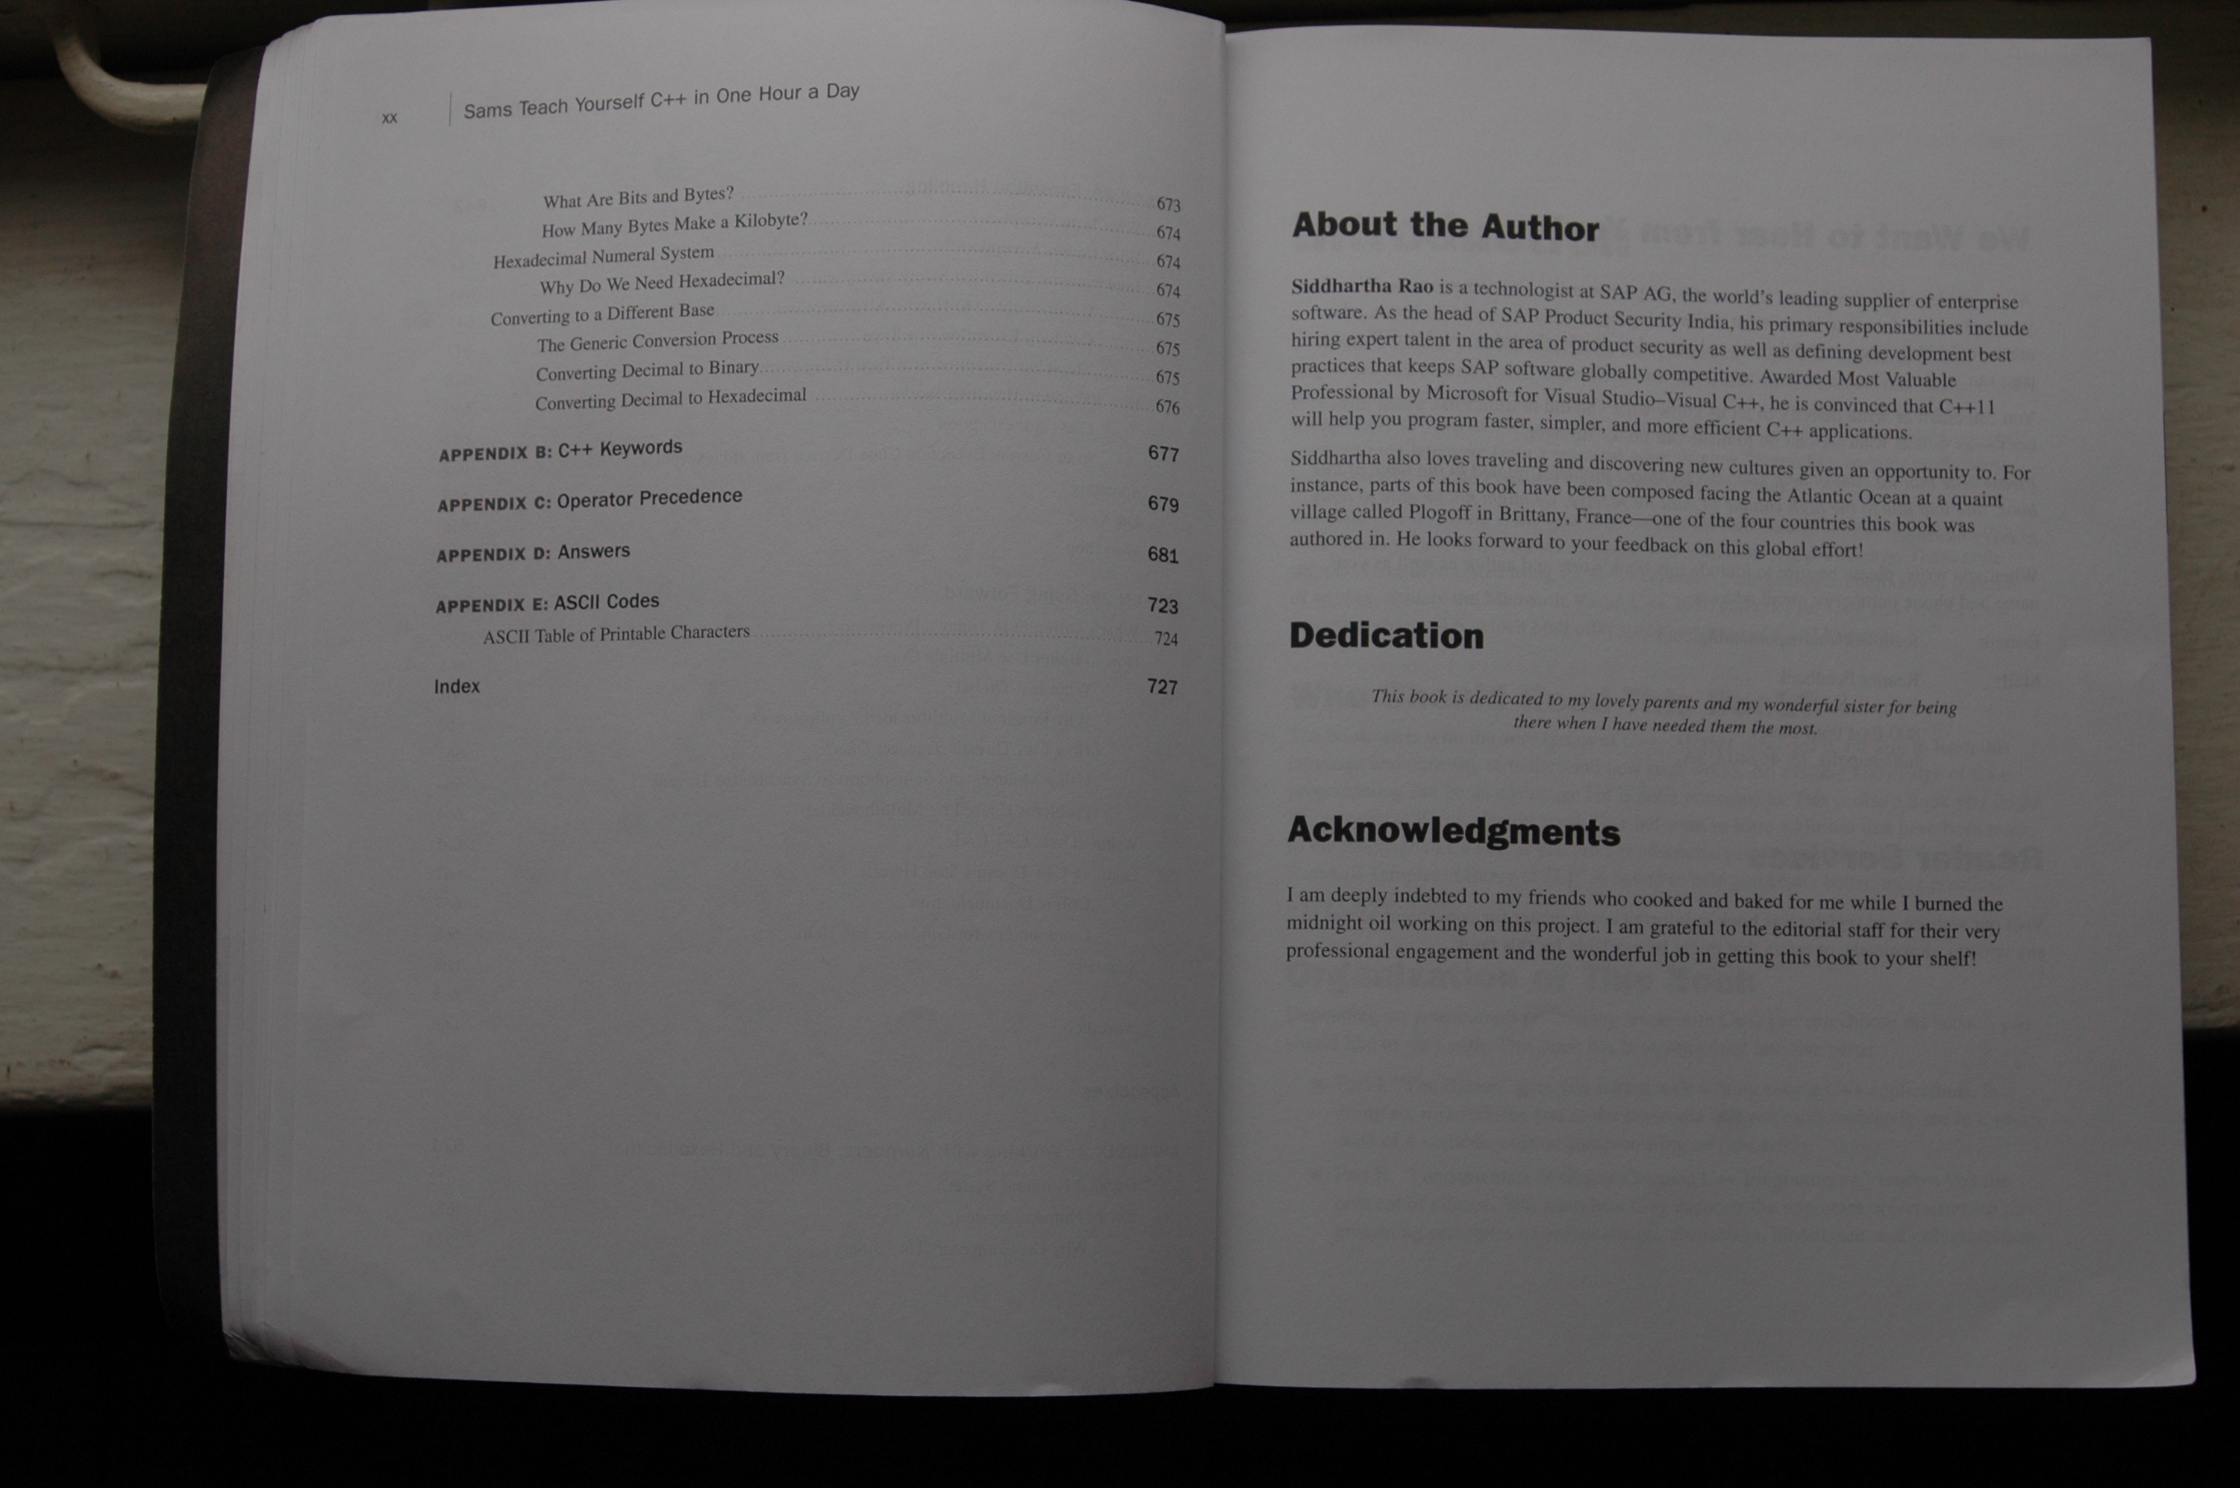 xx
Sams Teach Yourself C++ in One Hour a Day
What Are Bits and Bytes? 673
How Many Bytes Make a Kilobyte? 674
Hexadecimal Numeral System 674
Why Do We Need Hexadecimal? 674
Converting to a Different Base 675
The Generic Conversion Process 675
Converting Decimal to Binary 675
Converting Decimal to Hexadecimal 676
APPENDIX B: C++ Keywords 677
APPENDIX C: Operator Precedence 679
APPENDIX D: Answers 681
APPENDIX E: ASCII Codes 723
ASCII Table of Printable Characters 724
Index 727
About the Author
Siddhartha Rao is a technologist at SAP AG, the world's leading supplier of enterprise
software. As the head of SAP Product Security India, his primary responsibilities include
hiring expert talent in the area of product security as well as defining development best
practices that keeps SAP software globally competitive. Awarded Most Valuable
Professional by Microsoft for Visual Studio–Visual C++, he is convinced that C++11
will help you program faster, simpler, and more efficient C++ applications.
Siddhartha also loves traveling and discovering new cultures given an opportunity to. For
instance, parts of this book have been composed facing the Atlantic Ocean at a quaint
village called Plogoff in Brittany, France—one of the four countries this book was
authored in. He looks forward to your feedback on this global effort!
Dedication
This book is dedicated to my lovely parents and my wonderful sister for being
there when I have needed them the most.
Acknowledgments
I am deeply indebted to my friends who cooked and baked for me while I burned the
midnight oil working on this project. I am grateful to the editorial staff for their very
professional engagement and the wonderful job in getting this book to your shelf!